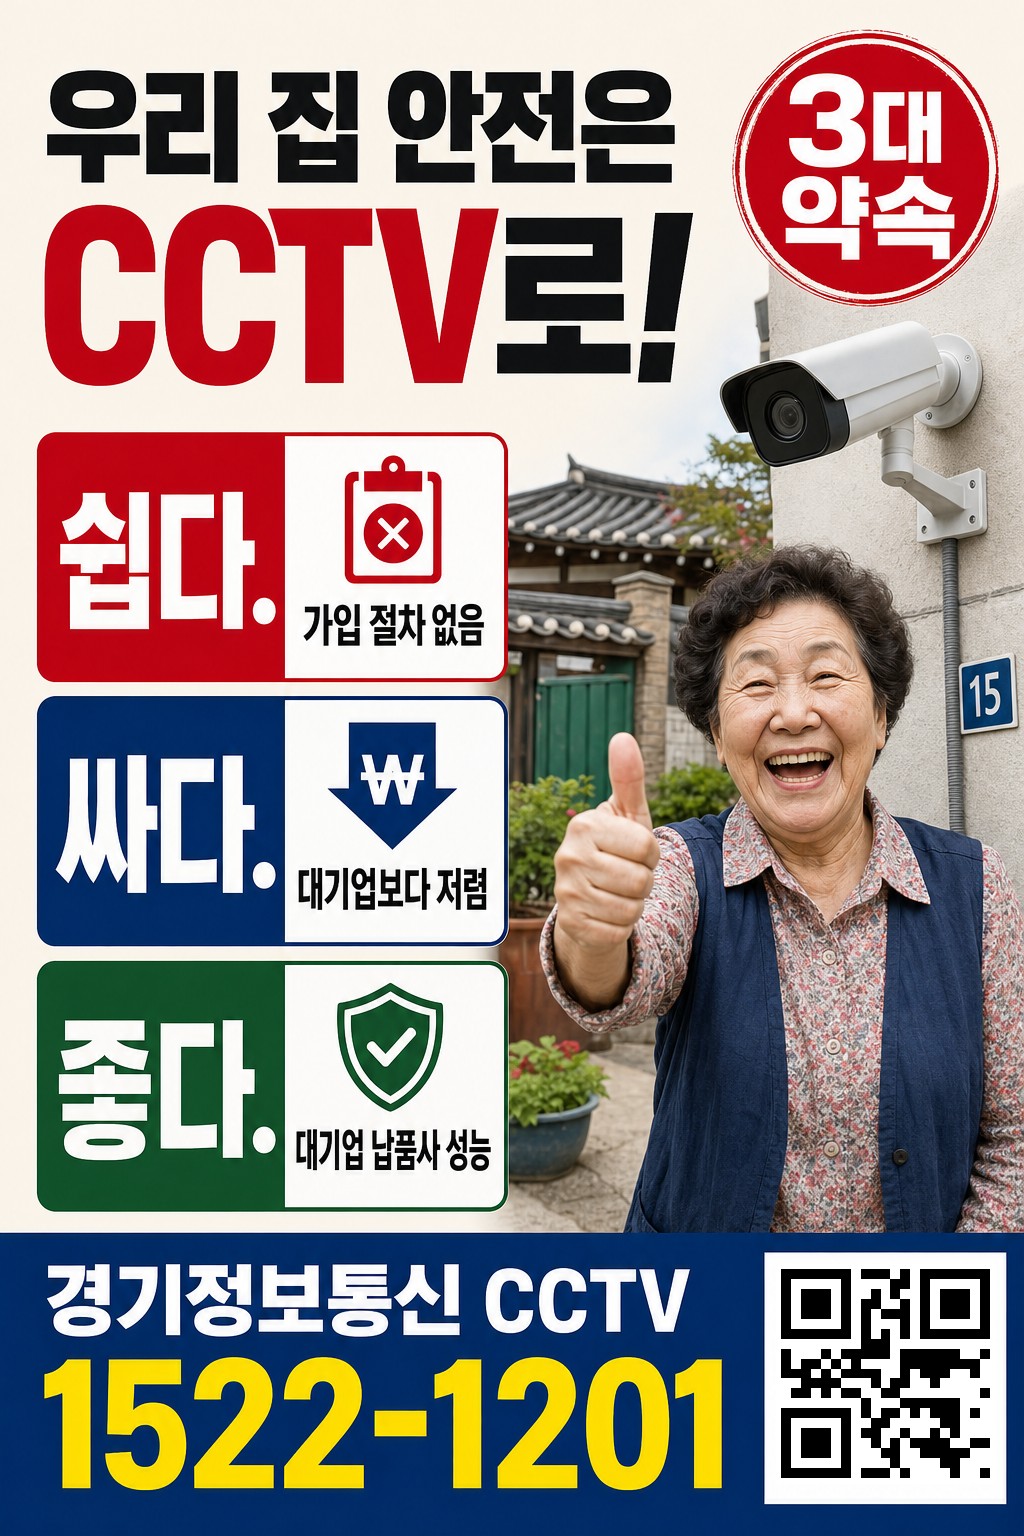 우리 집 안전은
CCTV로!
3대
약속
쉽다.
가입 절차 없음
싸다.
₩
대기업보다 저렴
좋다.
대기업 납품사 성능
15
경기정보통신 CCTV
1522-1201